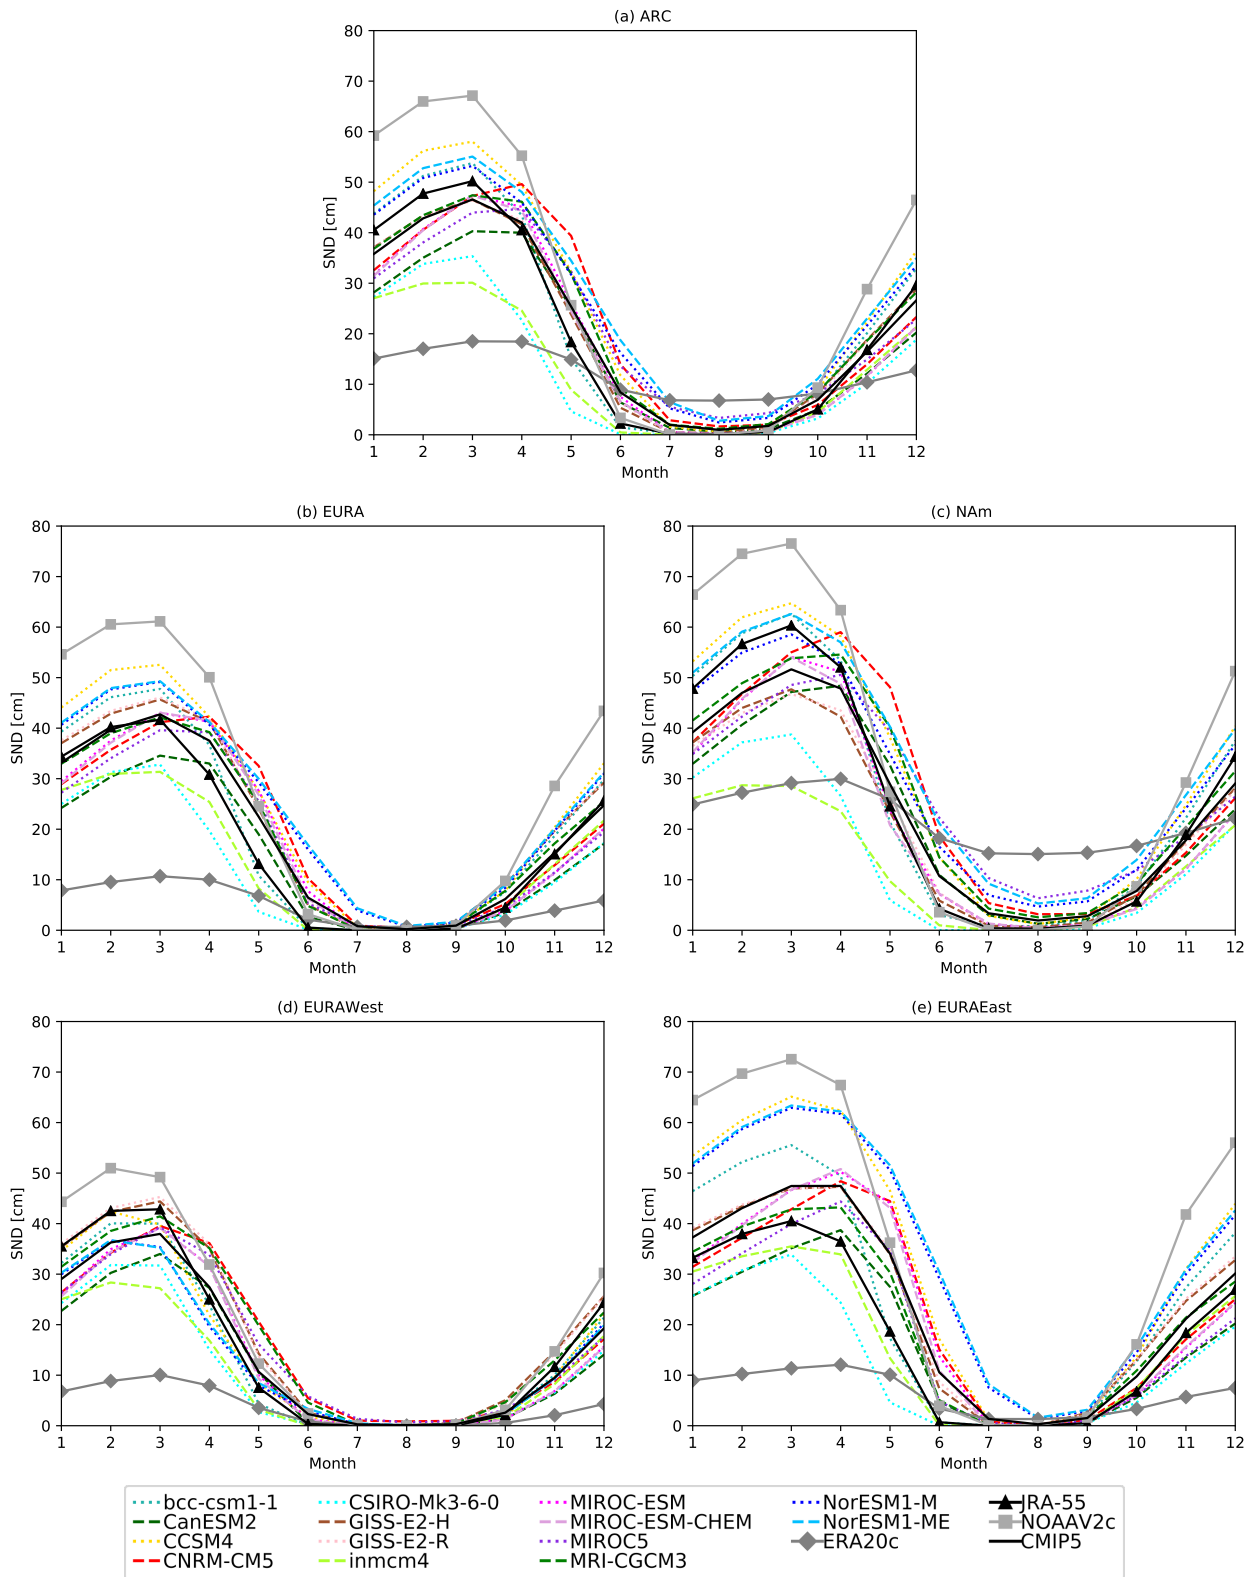 (a) ARC
80
70
60
50
40
30
20
10
0
SND [cm]
1 2 3 4 5 6 7 8 9 10 11 12
Month
(b) EURA
80
70
60
50
40
30
20
10
0
SND [cm]
1 2 3 4 5 6 7 8 9 10 11 12
Month
(c) NAm
80
70
60
50
40
30
20
10
0
SND [cm]
1 2 3 4 5 6 7 8 9 10 11 12
Month
(d) EURAWest
80
70
60
50
40
30
20
10
0
SND [cm]
1 2 3 4 5 6 7 8 9 10 11 12
Month
(e) EURAEast
80
70
60
50
40
30
20
10
0
SND [cm]
1 2 3 4 5 6 7 8 9 10 11 12
Month
bcc-csm1-1
CanESM2
CCSM4
CNRM-CM5
CSIRO-Mk3-6-0
GISS-E2-H
GISS-E2-R
inmcm4
MIROC-ESM
MIROC-ESM-CHEM
MIROC5
MRI-CGCM3
NorESM1-M
NorESM1-ME
ERA20c
JRA-55
NOAAV2c
CMIP5